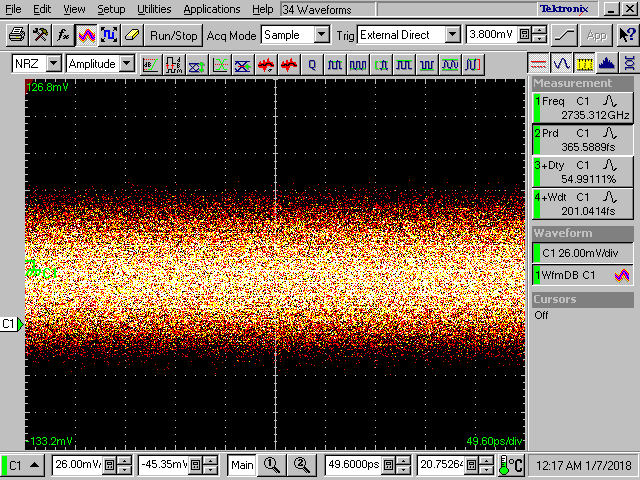 File Edit View Setup Utilities Applications Help 34 Waveforms Tektronix
Run/Stop Acq Mode Sample Trig External Direct 3.800mV App
NRZ Amplitude
126.8mV
Measurement
1 Freq C1
2735.312GHz
2 Prd C1
365.5889fs
3 +Dty C1
54.99111%
4 +Wdt C1
201.0414fs
Waveform
C1 26.00mV/div
1 WfmDB C1
Cursors
Off
C1
-133.2mV 49.60ps/div
C1 26.00mV/ -45.35mV Main 1 2 49.6000ps 20.75264 °C 12:17 AM 1/7/2018